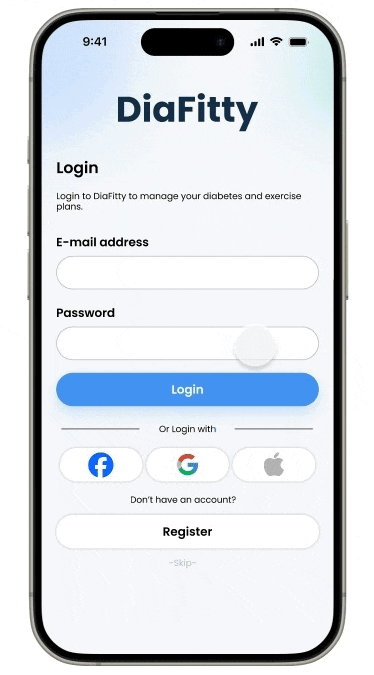 9:41
DiaFitty
Login
Login to DiaFitty to manage your diabetes and exercise
plans.
E-mail address
Password
Login
Or Login with
Don't have an account?
Register
-Skip-